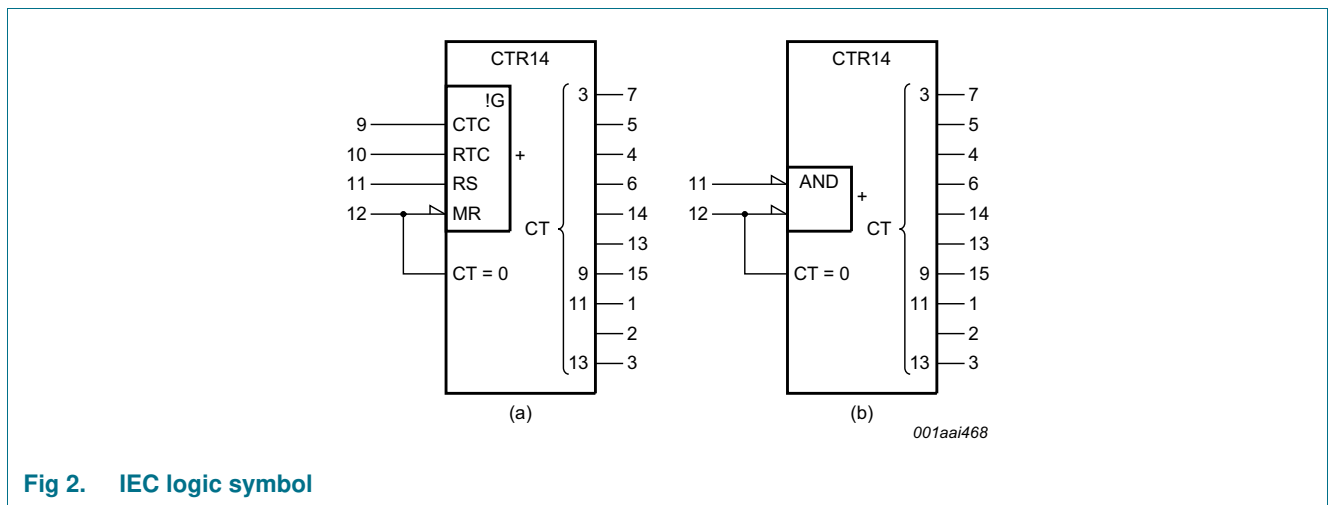 CTR14 CTR14
!G 3 7 3 7
9 CTC 5 5
10 RTC + 4 4
11 RS 6 11 AND + 6
12 MR 14 12 14
CT 13 CT 13
CT = 0 9 15 CT = 0 9 15
11 1 11 1
2 2
13 3 13 3
(a) (b)
001aai468
Fig 2. IEC logic symbol